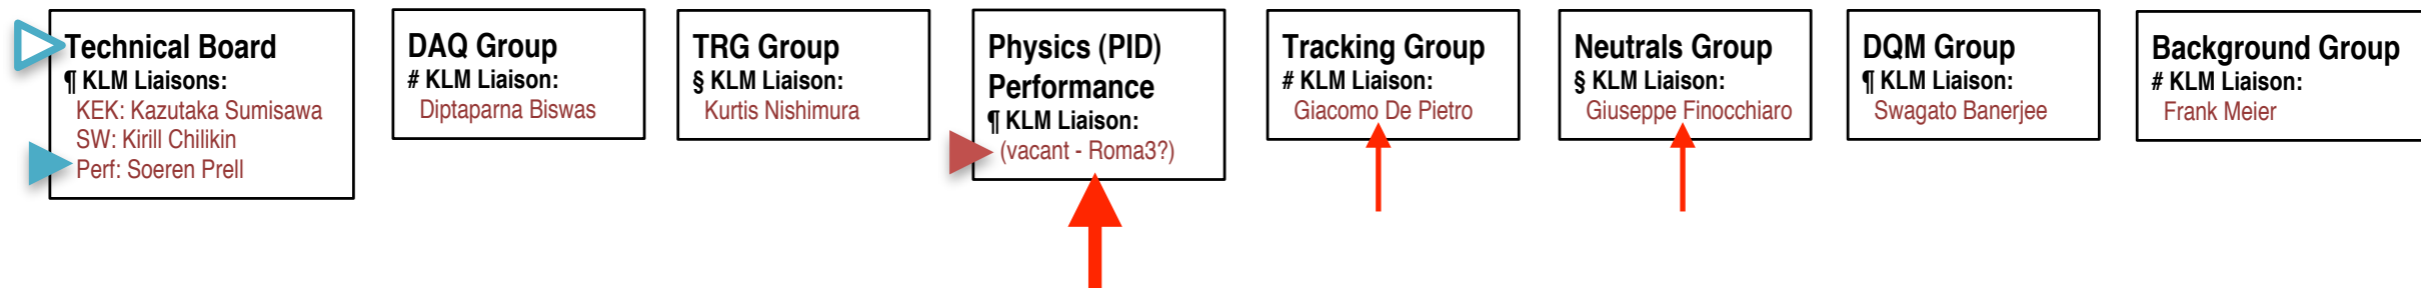 Technical Board
¶ KLM Liaisons:
KEK: Kazutaka Sumisawa
SW: Kirill Chilikin
Perf: Soeren Prell
DAQ Group
# KLM Liaison:
Diptaparna Biswas
TRG Group
§ KLM Liaison:
Kurtis Nishimura
Physics (PID)
Performance
¶ KLM Liaison:
(vacant - Roma3?)
Tracking Group
# KLM Liaison:
Giacomo De Pietro
Neutrals Group
§ KLM Liaison:
Giuseppe Finocchiaro
DQM Group
¶ KLM Liaison:
Swagato Banerjee
Background Group
# KLM Liaison:
Frank Meier